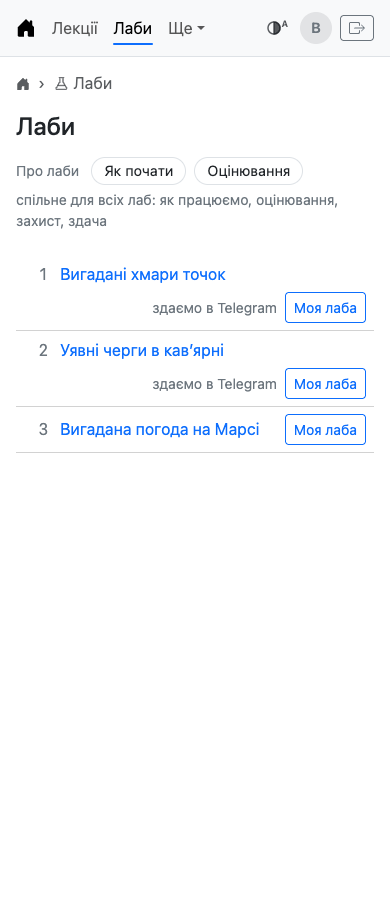 Лекції Лаби Ще A В
› Лаби
Лаби
Про лаби Як почати Оцінювання
спільне для всіх лаб: як працюємо, оцінювання,
захист, здача
1 Вигадані хмари точок
здаємо в Telegram Моя лаба
2 Уявні черги в кав’ярні
здаємо в Telegram Моя лаба
3 Вигадана погода на Марсі Моя лаба